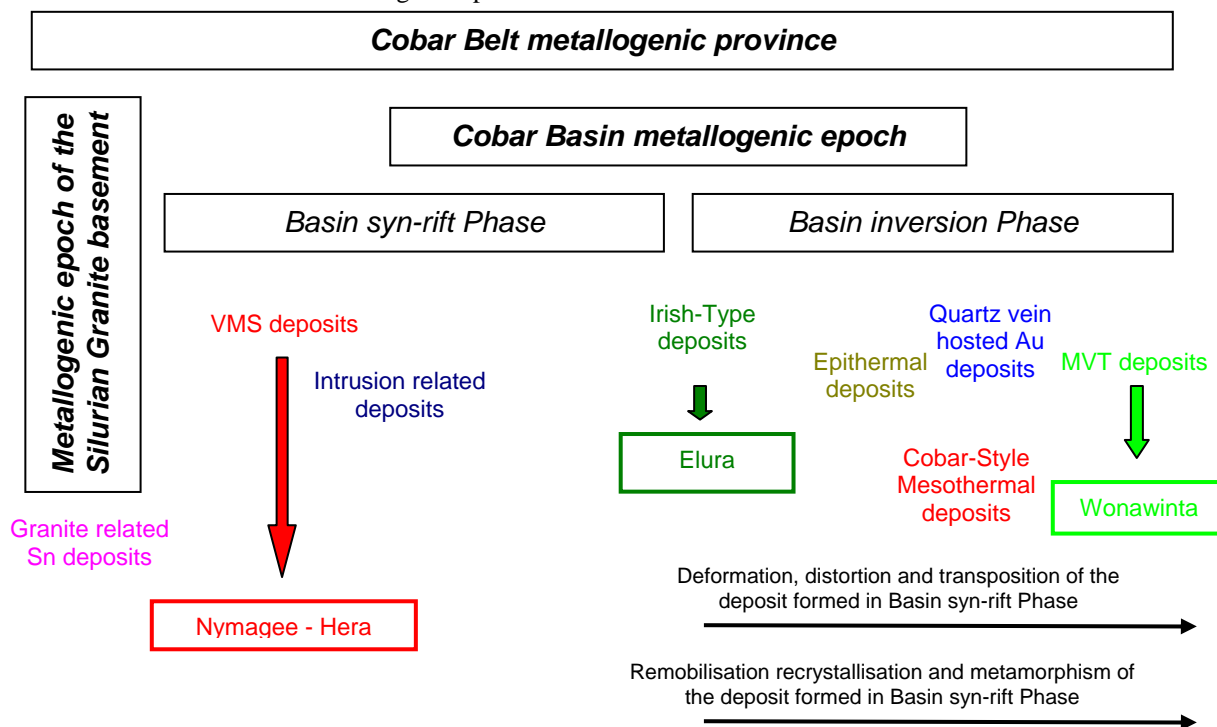 Cobar Belt metallogenic province
Metallogenic epoch of the
Silurian Granite basement
Cobar Basin metallogenic epoch
Basin syn-rift Phase
Basin inversion Phase
VMS deposits
Intrusion related
deposits
Irish-Type
deposits
Epithermal
deposits
Quartz vein
hosted Au
deposits
MVT deposits
Elura
Cobar-Style
Mesothermal
deposits
Wonawinta
Granite related
Sn deposits
Nymagee - Hera
Deformation, distortion and transposition of the
deposit formed in Basin syn-rift Phase
Remobilisation recrystallisation and metamorphism of
the deposit formed in Basin syn-rift Phase